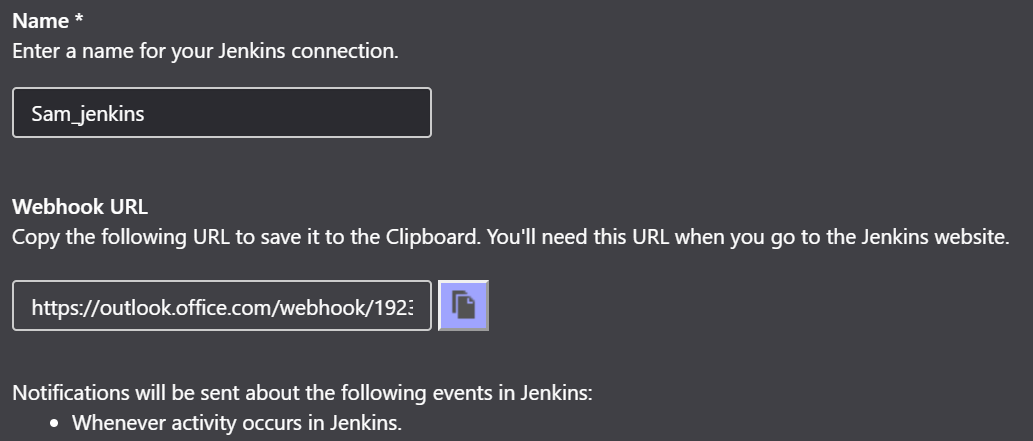 Name *
Enter a name for your Jenkins connection.
Sam_jenkins
Webhook URL
Copy the following URL to save it to the Clipboard. You'll need this URL when you go to the Jenkins website.
https://outlook.office.com/webhook/192
Notifications will be sent about the following events in Jenkins:
• Whenever activity occurs in Jenkins.